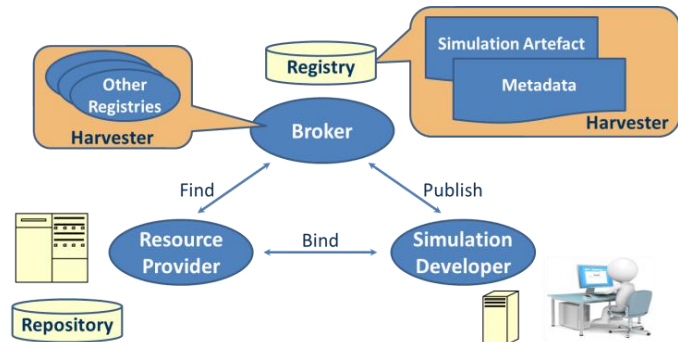 Simulation Artefact
Metadata
Harvester
Registry
Other
Registries
Harvester
Broker
Find
Publish
Resource
Provider
Bind
Simulation
Developer
Repository